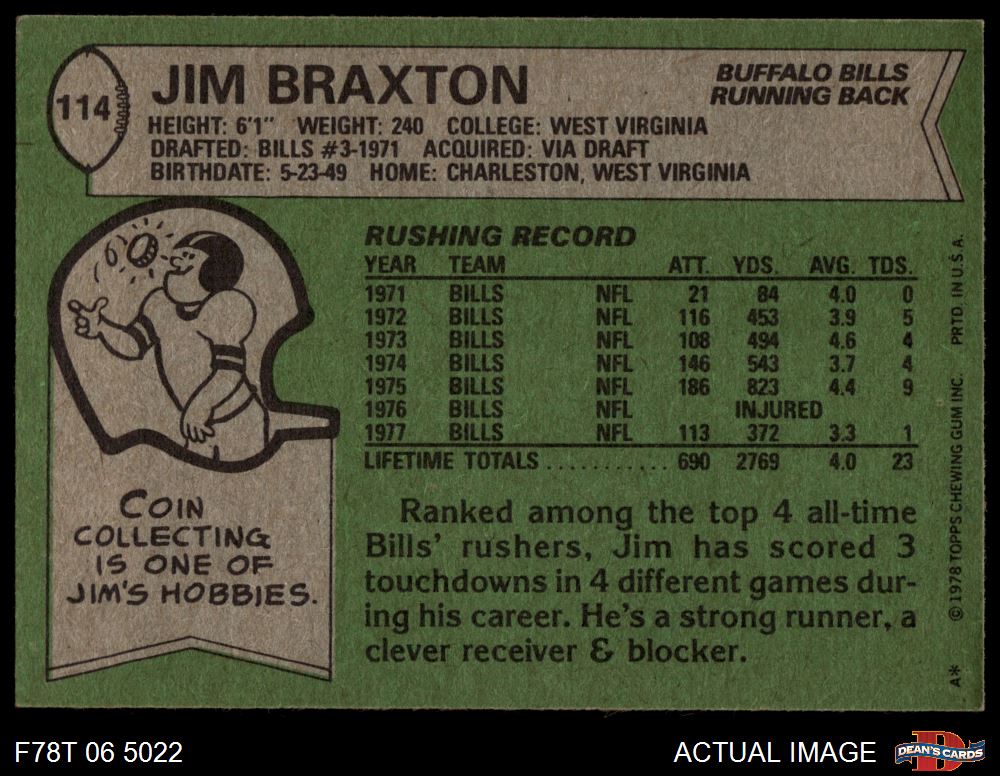 114
JIM BRAXTON
BUFFALO BILLS
RUNNING BACK
HEIGHT: 6'1" WEIGHT: 240 COLLEGE: WEST VIRGINIA
DRAFTED: BILLS #3-1971 ACQUIRED: VIA DRAFT
BIRTHDATE: 5-23-49 HOME: CHARLESTON, WEST VIRGINIA
RUSHING RECORD
YEAR TEAM ATT. YDS. AVG. TDS.
1971 BILLS NFL 21 84 4.0 0
1972 BILLS NFL 116 453 3.9 5
1973 BILLS NFL 108 494 4.6 4
1974 BILLS NFL 146 543 3.7 4
1975 BILLS NFL 186 823 4.4 9
1976 BILLS NFL INJURED
1977 BILLS NFL 113 372 3.3 1
LIFETIME TOTALS ........... 690 2769 4.0 23
COIN
COLLECTING
IS ONE OF
JIM'S HOBBIES.
Ranked among the top 4 all-time
Bills' rushers, Jim has scored 3
touchdowns in 4 different games dur-
ing his career. He's a strong runner, a
clever receiver & blocker.
A* © 1978 TOPPS CHEWING GUM INC. PRTD. IN U.S.A.
F78T 06 5022
ACTUAL IMAGE
DEAN'S CARDS